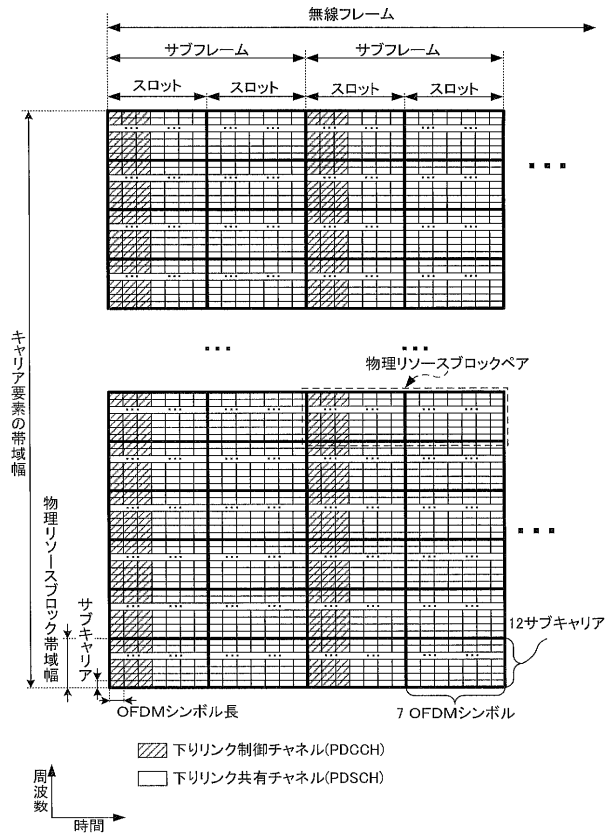 無線フレーム
サブフレーム
サブフレーム
スロット
スロット
スロット
スロット
キャリア要素の帯域幅
物理リソースブロックペア
物理リソースブロック帯域幅
サブキャリア
12サブキャリア
OFDMシンボル長
7 OFDMシンボル
下りリンク制御チャネル(PDCCH)
下りリンク共有チャネル(PDSCH)
周波数
時間